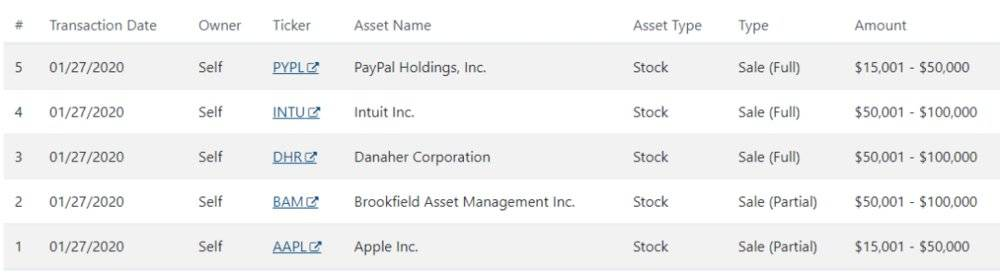 # Transaction Date Owner Ticker Asset Name Asset Type Type Amount
5 01/27/2020 Self PYPL PayPal Holdings, Inc. Stock Sale (Full) $15,001 - $50,000
4 01/27/2020 Self INTU Intuit Inc. Stock Sale (Full) $50,001 - $100,000
3 01/27/2020 Self DHR Danaher Corporation Stock Sale (Full) $50,001 - $100,000
2 01/27/2020 Self BAM Brookfield Asset Management Inc. Stock Sale (Partial) $50,001 - $100,000
1 01/27/2020 Self AAPL Apple Inc. Stock Sale (Partial) $15,001 - $50,000